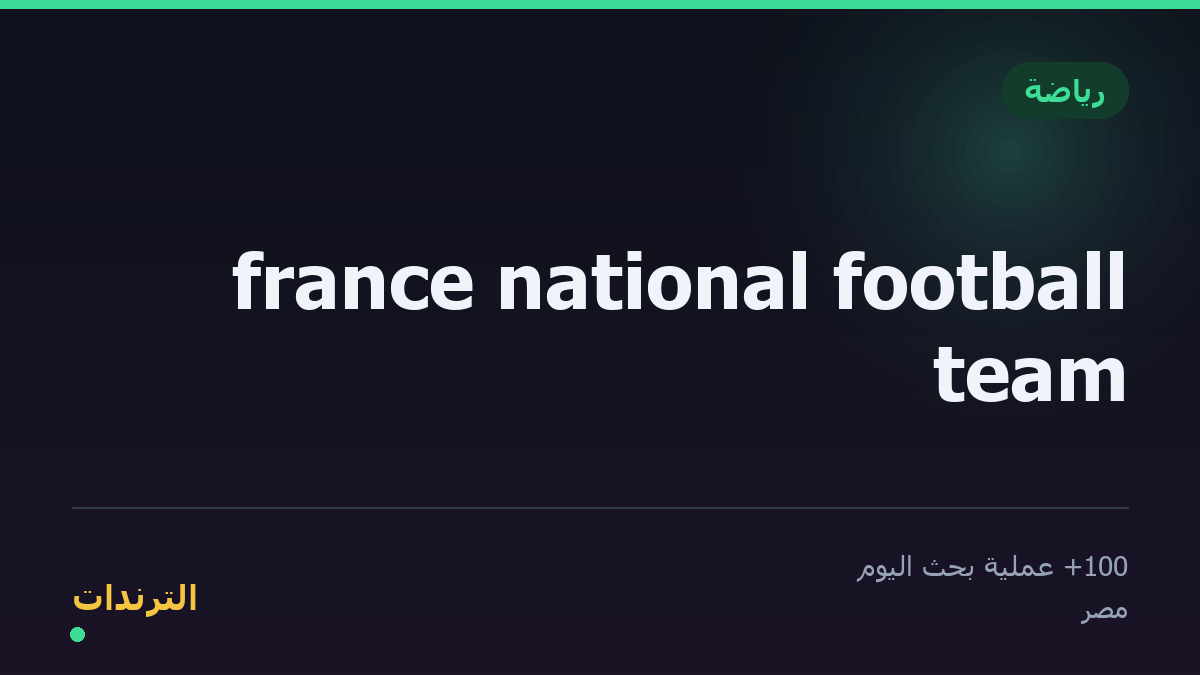 رياضة
france national football
team
+100 عملية بحث اليوم
مصر
الترندات